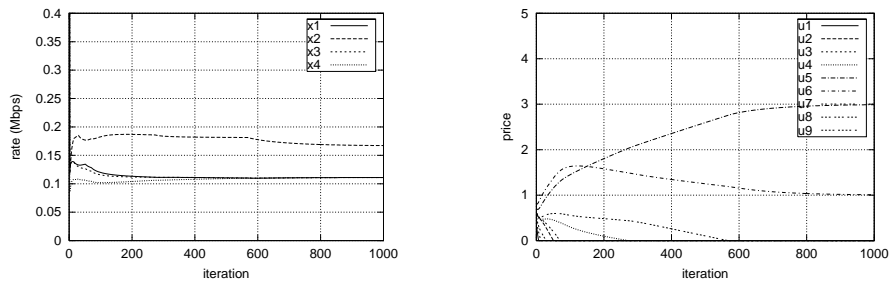 0.4
0.35
0.3
0.25
0.2
0.15
0.1
0.05
0
rate (Mbps)
0 200 400 600 800 1000
iteration
x1
x2
x3
x4
5
4
3
2
1
0
price
0 200 400 600 800 1000
iteration
u1
u2
u3
u4
u5
u6
u7
u8
u9